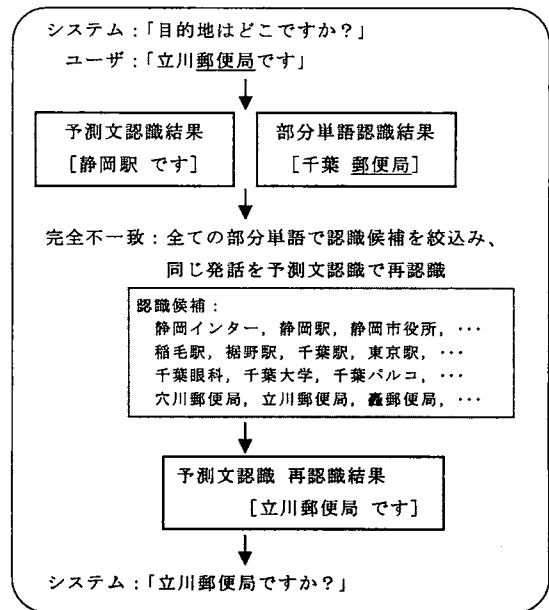 システム:「目的地はどこですか?」
ユーザ:「立川郵便局です」
予測文認識結果
[静岡駅 です]
部分単語認識結果
[千葉 郵便局]
完全不一致:全ての部分単語で認識候補を絞込み、
同じ発話を予測文認識で再認識
認識候補:
静岡インター, 静岡駅, 静岡市役所, ···
稲毛駅, 裾野駅, 千葉駅, 東京駅, ···
千葉眼科, 千葉大学, 千葉パルコ, ···
穴川郵便局, 立川郵便局, 郵便局, ···
予測文認識 再認識結果
[立川郵便局 です]
システム:「立川郵便局ですか?」